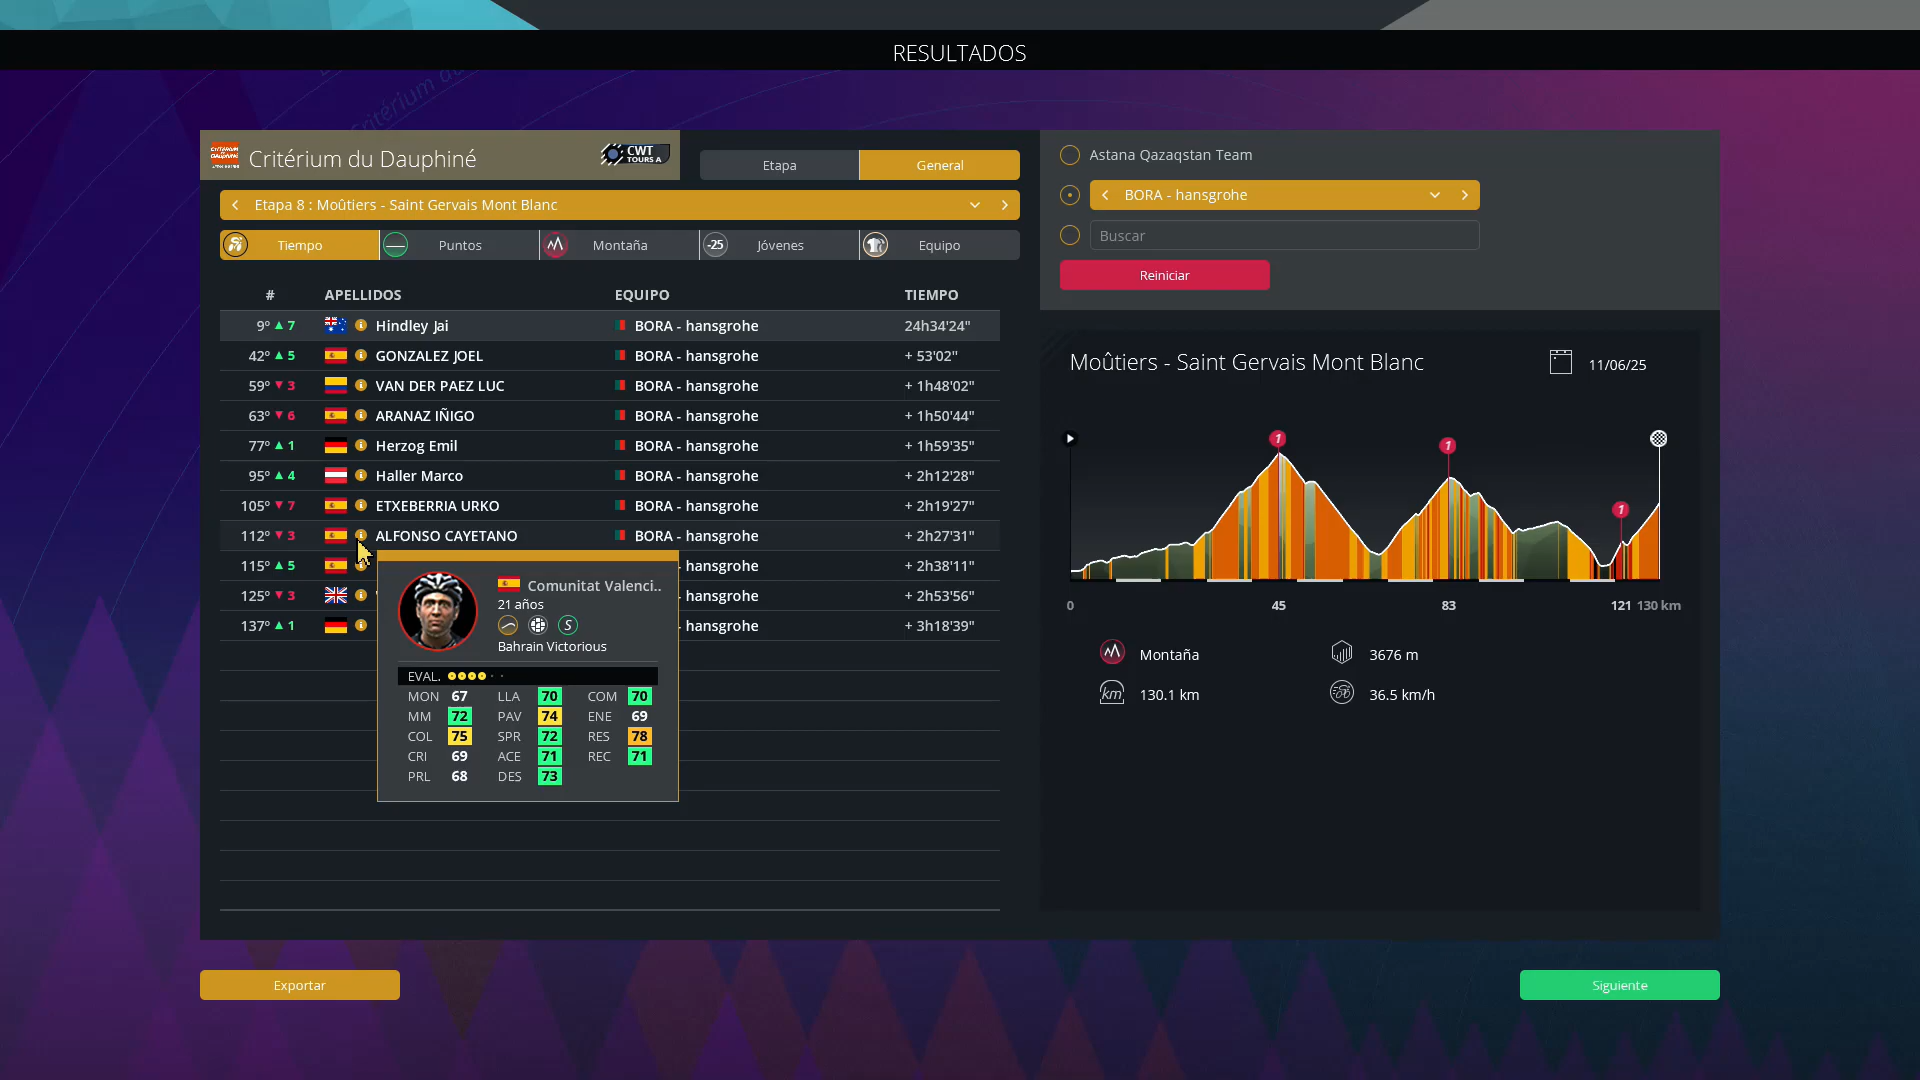 RESULTADOS
Critérium du Dauphiné
CWT
TOURS A
Etapa
General
Etapa 8 : Moûtiers - Saint Gervais Mont Blanc
Tiempo
Puntos
Montaña
-25
Jóvenes
Equipo
# APELLIDOS EQUIPO TIEMPO
9º ▲ 7 Hindley Jai BORA - hansgrohe 24h34'24"
42º ▲ 5 GONZALEZ JOEL BORA - hansgrohe + 53'02"
59º ▼ 3 VAN DER PAEZ LUC BORA - hansgrohe + 1h48'02"
63º ▼ 6 ARANAZ IÑIGO BORA - hansgrohe + 1h50'44"
77º ▲ 1 Herzog Emil BORA - hansgrohe + 1h59'35"
95º ▲ 4 Haller Marco BORA - hansgrohe + 2h12'28"
105º ▼ 7 ETXEBERRIA URKO BORA - hansgrohe + 2h19'27"
112º ▼ 3 ALFONSO CAYETANO BORA - hansgrohe + 2h27'31"
115º ▲ 5 - hansgrohe + 2h38'11"
125º ▼ 3 - hansgrohe + 2h53'56"
137º ▲ 1 - hansgrohe + 3h18'39"
Comunitat Valenci..
21 años
S
Bahrain Victorious
EVAL.
MON 67 LLA 70 COM 70
MM 72 PAV 74 ENE 69
COL 75 SPR 72 RES 78
CRI 69 ACE 71 REC 71
PRL 68 DES 73
Astana Qazaqstan Team
BORA - hansgrohe
Buscar
Reiniciar
Moûtiers - Saint Gervais Mont Blanc
11/06/25
1
1
1
0 45 83 121 130 km
Montaña
3676 m
km 130.1 km
36.5 km/h
Exportar
Siguiente